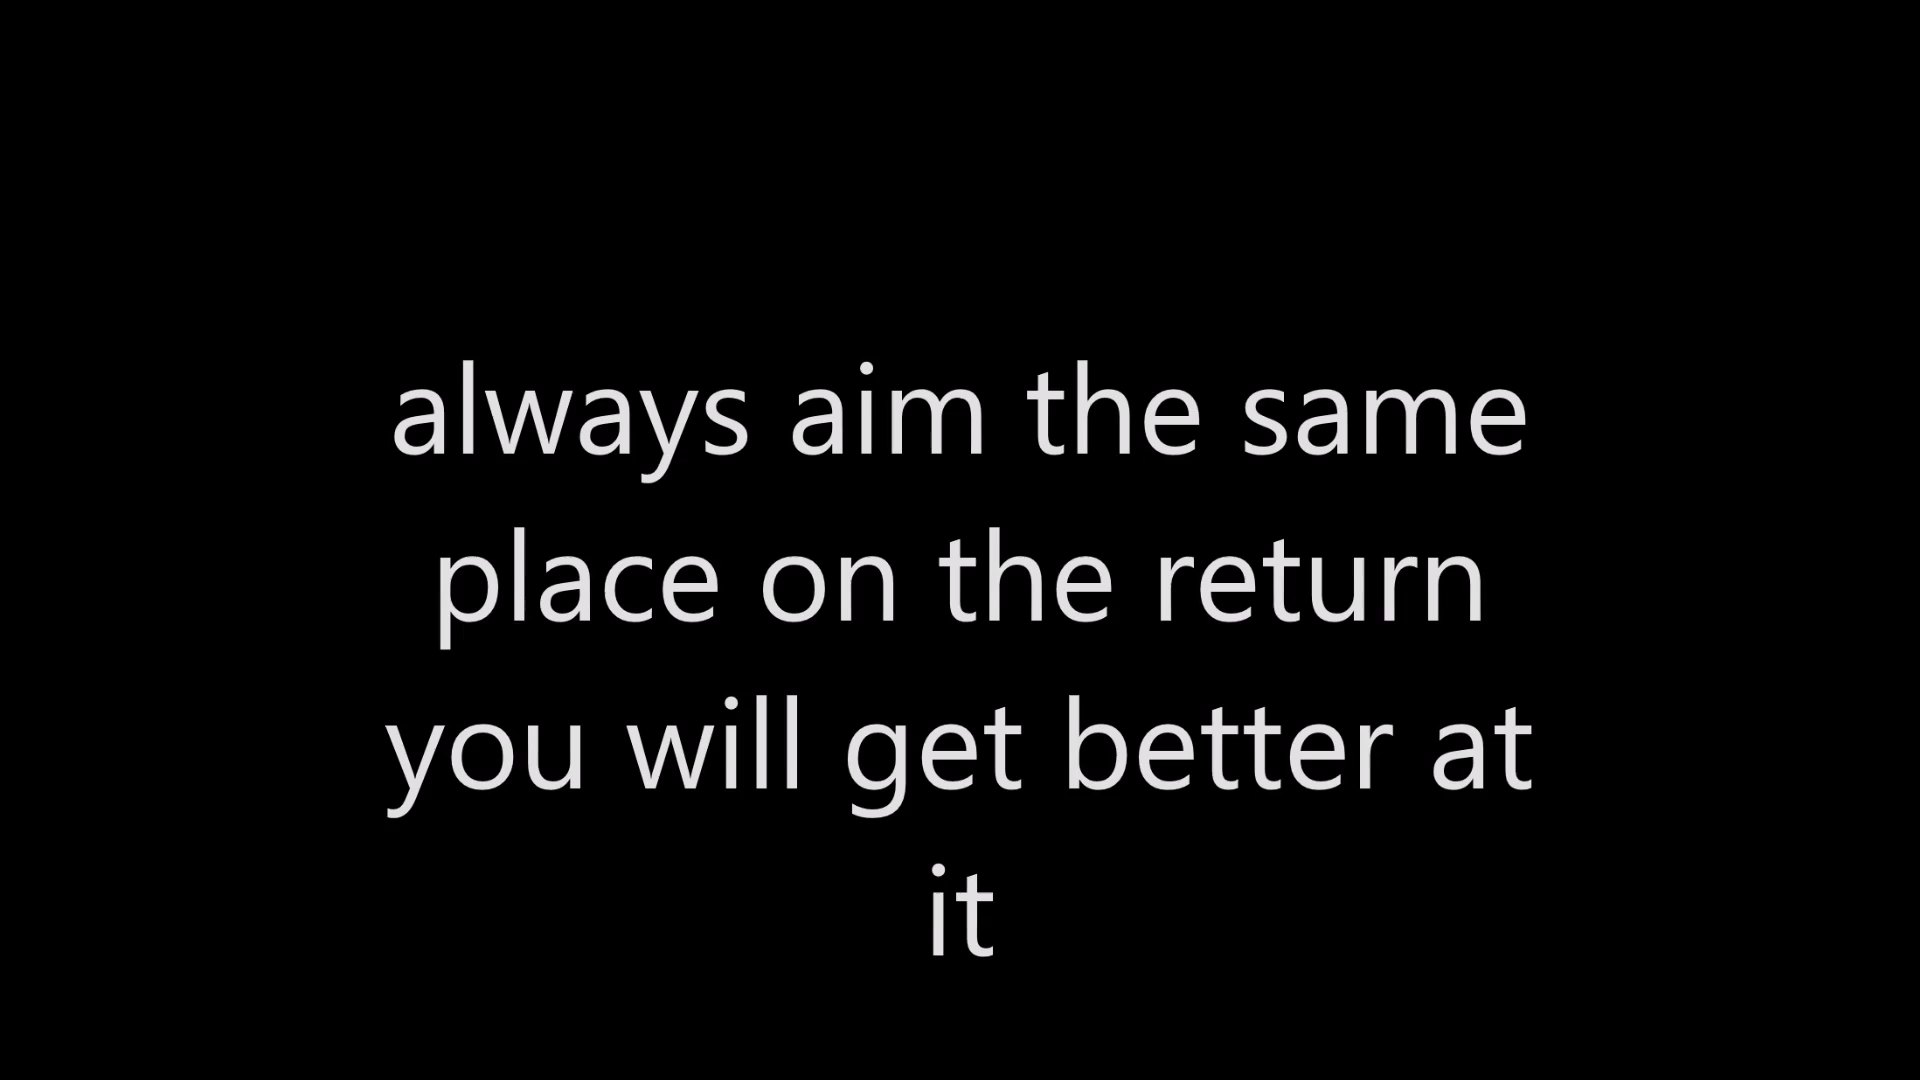 always aim the same
place on the return
you will get better at
it